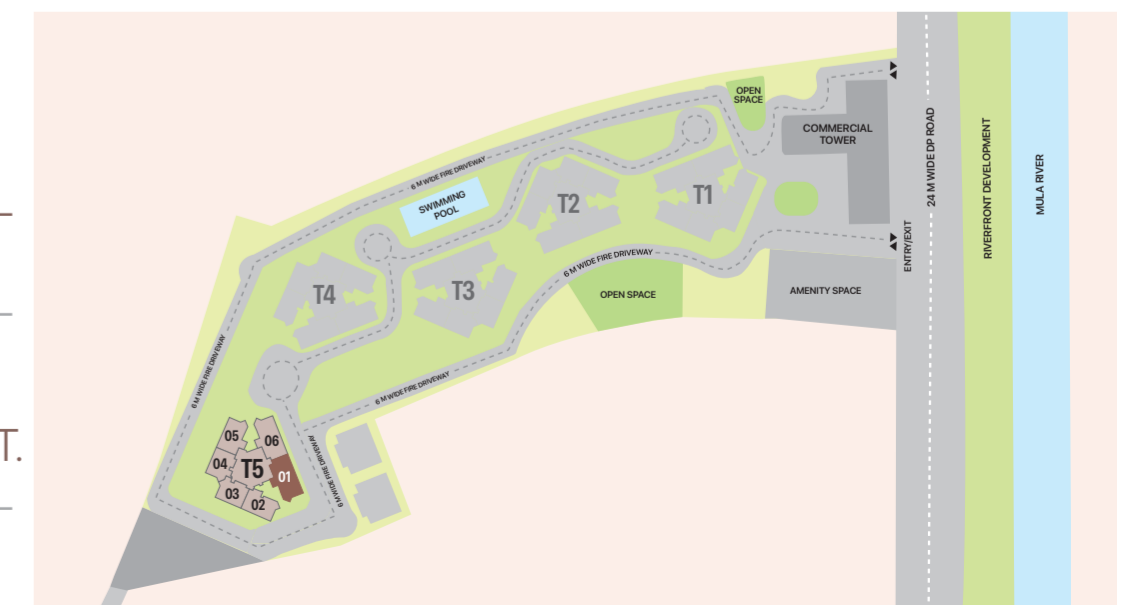 T.
OPEN
SPACE
COMMERCIAL
TOWER
24 M WIDE DP ROAD
RIVERFRONT DEVELOPMENT
MULA RIVER
6 M WIDE FIRE DRIVEWAY
SWIMMING
POOL
T2
T1
ENTRY/EXIT
6 M WIDE FIRE DRIVEWAY
T4
T3
OPEN SPACE
AMENITY SPACE
6 M WIDE FIRE DRIVEWAY
6 M WIDE FIRE DRIVEWAY
6 M WIDE FIRE DRIVEWAY
05
06
04
T5
01
03
02